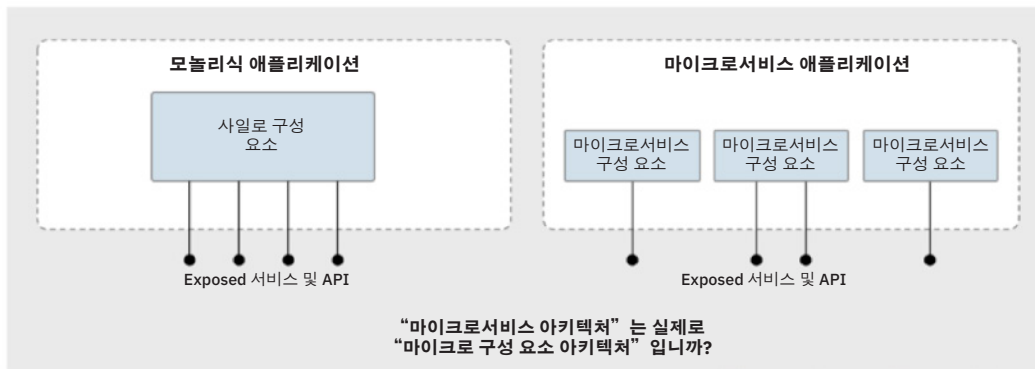 모놀리식 애플리케이션
사일로 구성
요소
Exposed 서비스 및 API
마이크로서비스 애플리케이션
마이크로서비스
구성 요소
마이크로서비스
구성 요소
마이크로서비스
구성 요소
Exposed 서비스 및 API
“마이크로서비스 아키텍처”는 실제로
“마이크로 구성 요소 아키텍처”입니까?